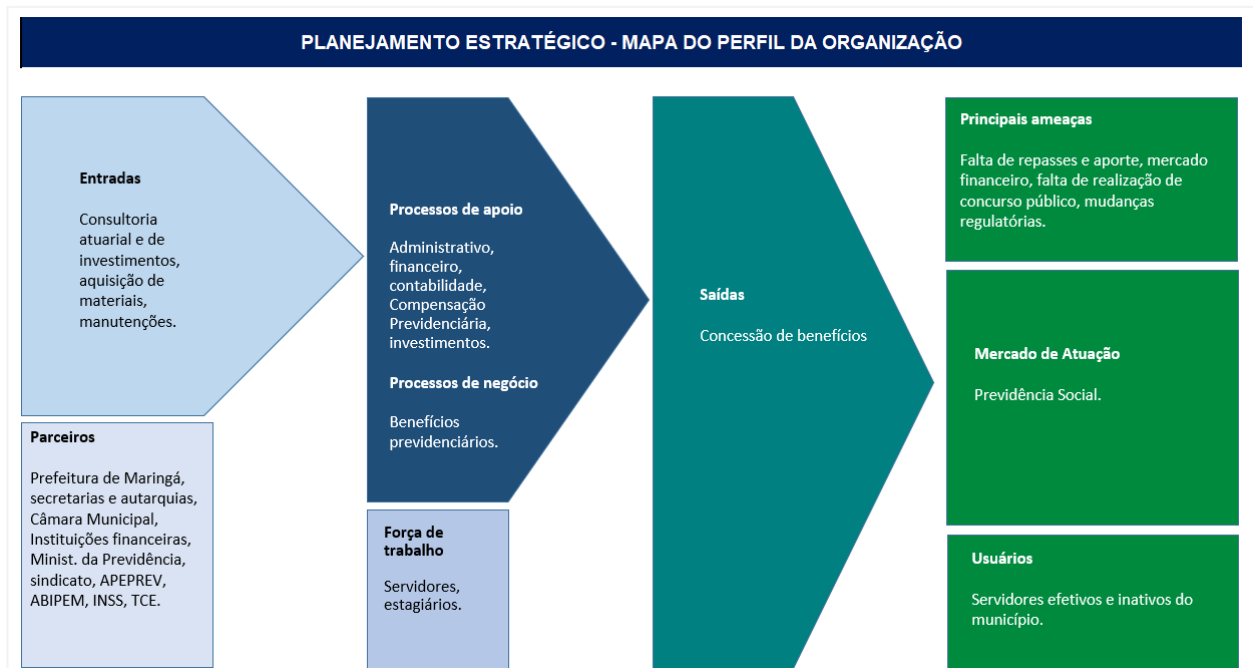 PLANEJAMENTO ESTRATÉGICO - MAPA DO PERFIL DA ORGANIZAÇÃO
Entradas
Consultoria
atuarial e de
investimentos,
aquisição de
materiais,
manutenções.
Parceiros
Prefeitura de Maringá,
secretarias e autarquias,
Câmara Municipal,
Instituições financeiras,
Minist. da Previdência,
sindicato, APEPREV,
ABIPEM, INSS, TCE.
Processos de apoio
Administrativo,
financeiro,
contabilidade,
Compensação
Previdenciária,
investimentos.
Processos de negócio
Benefícios
previdenciários.
Força de
trabalho
Servidores,
estagiários.
Saídas
Concessão de benefícios
Principais ameaças
Falta de repasses e aporte, mercado
financeiro, falta de realização de
concurso público, mudanças
regulatórias.
Mercado de Atuação
Previdência Social.
Usuários
Servidores efetivos e inativos do
município.